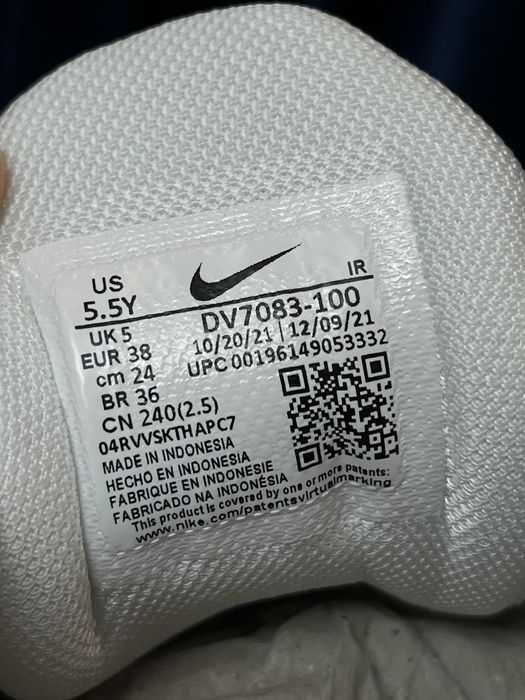 US
5.5Y
IR
UK 5
EUR 38
cm 24
BR 36
CN 240(2.5)
DV7083-100
10/20/21 | 12/09/21
UPC 00196149053332
04RVVSKTHAPC7
MADE IN INDONESIA
HECHO EN INDONESIA
FABRIQUE EN INDONESIE
FABRICADO NA INDONÉSIA
This product is covered by one or more patents:
www.nike.com/patentsvirtualmarking